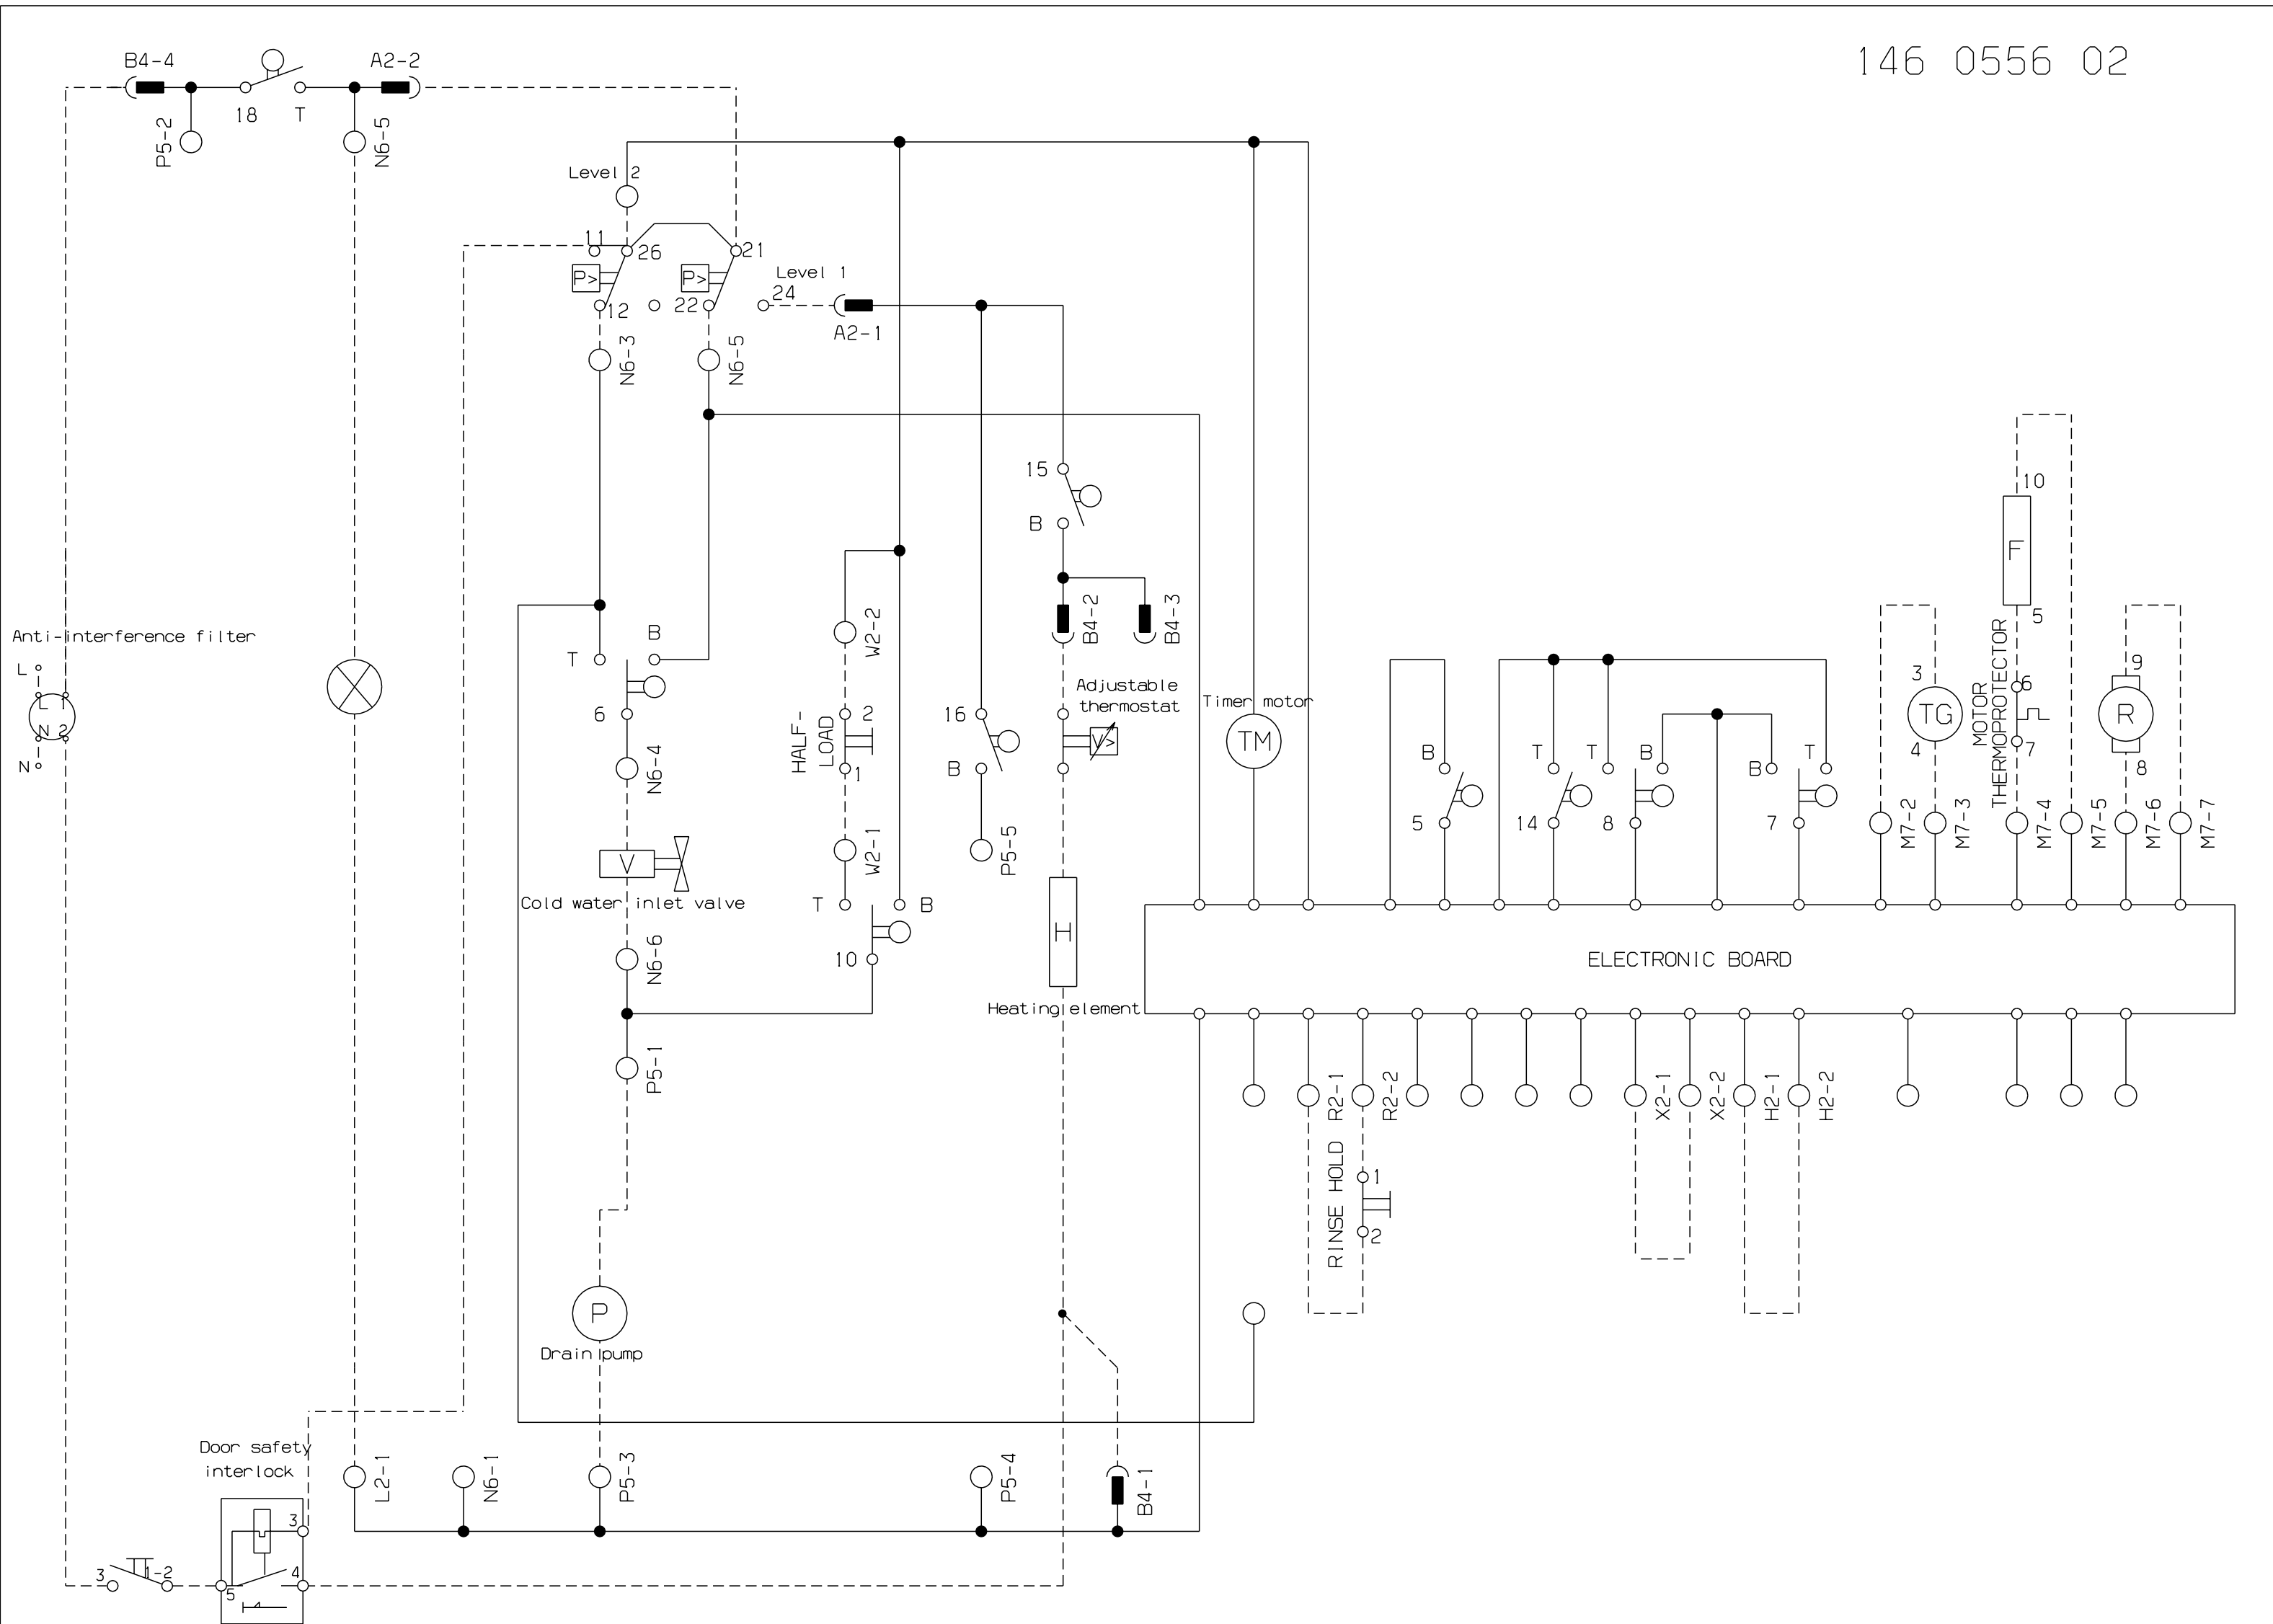 146 0556 02
B4-4
A2-2
18
T
P5-2
N6-5
Level 2
11
26
21
P>
P>
Level 1
24
12
22
A2-1
N6-3
N6-5
15
B
10
F
5
B4-2
B4-3
W2-2
Anti-interference filter
L
L 1
N 2
N
T
B
6
N6-4
HALF-
LOAD
2
1
16
B
Adjustable
thermostat
V>
Timer motor
TM
B
5
T
14
T
B
8
B
T
7
3
TG
4
MOTOR
THERMOPROTECTOR
6
7
9
R
8
M7-2
M7-3
M7-4
M7-5
M7-6
M7-7
V
Cold water inlet valve
W2-1
P5-5
T
B
10
H
Heating element
N6-6
ELECTRONIC BOARD
P5-1
R2-1
R2-2
X2-1
X2-2
H2-1
H2-2
RINSE HOLD
1
2
P
Drain pump
Door safety
interlock
L2-1
N6-1
P5-3
P5-4
B4-1
3
3
1-2
5
4